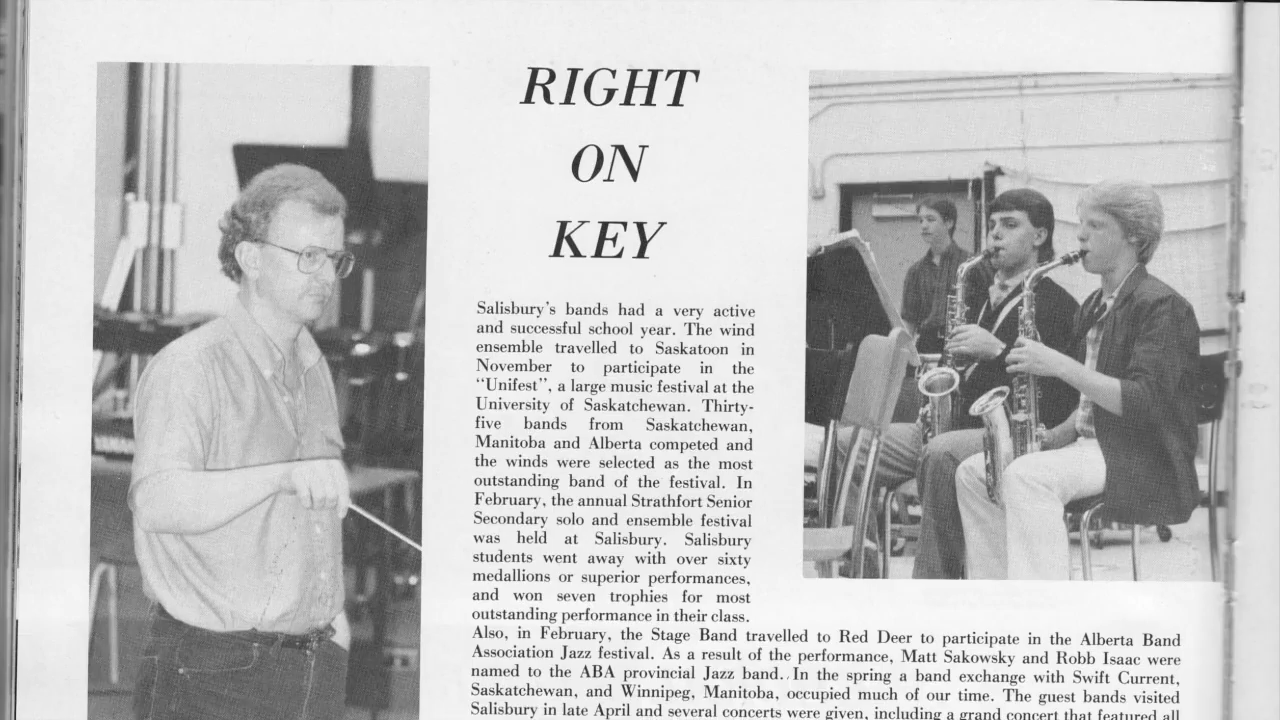 RIGHT
ON
KEY
Salisbury's bands had a very active
and successful school year. The wind
ensemble travelled to Saskatoon in
November to participate in the
"Unifest", a large music festival at the
University of Saskatchewan. Thirty-
five bands from Saskatchewan,
Manitoba and Alberta competed and
the winds were selected as the most
outstanding band of the festival. In
February, the annual Strathfort Senior
Secondary solo and ensemble festival
was held at Salisbury. Salisbury
students went away with over sixty
medallions or superior performances,
and won seven trophies for most
outstanding performance in their class.
Also, in February, the Stage Band travelled to Red Deer to participate in the Alberta Band
Association Jazz festival. As a result of the performance, Matt Sakowsky and Robb Isaac were
named to the ABA provincial Jazz band. In the spring a band exchange with Swift Current,
Saskatchewan, and Winnipeg, Manitoba, occupied much of our time. The guest bands visited
Salisbury in late April and several concerts were given, including a grand concert that featured all